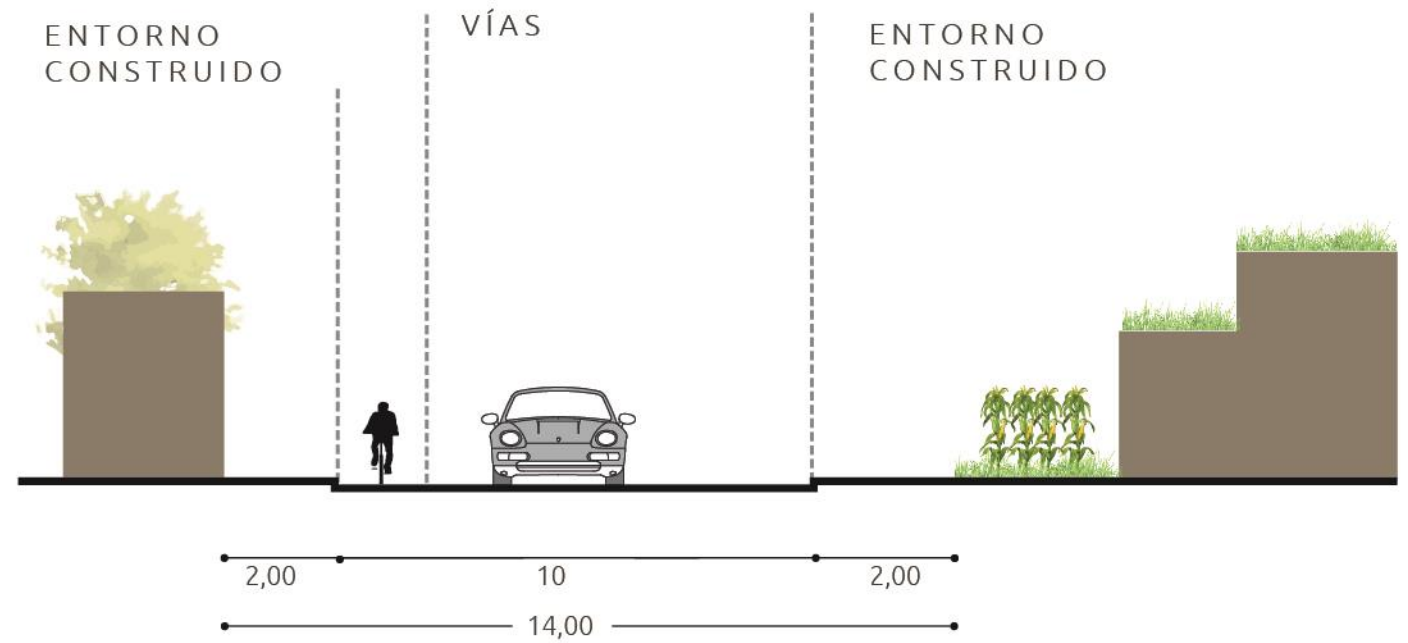 ENTORNO
CONSTRUIDO
VÍAS
ENTORNO
CONSTRUIDO
2,00
10
2,00
14,00